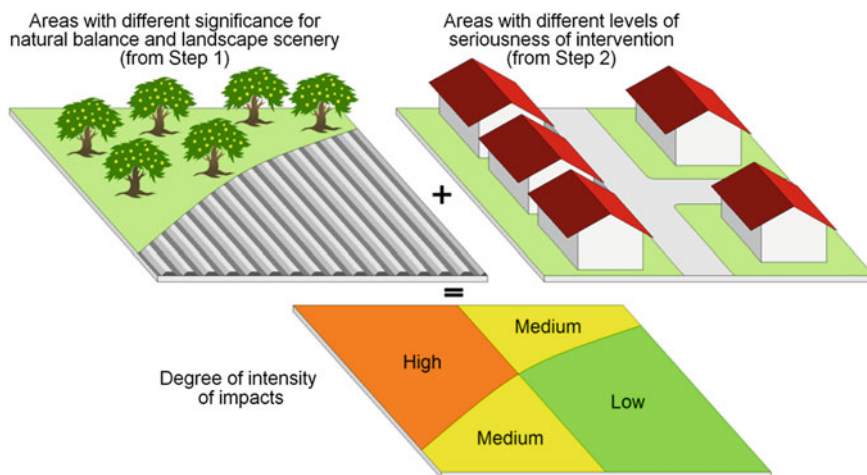 Areas with different significance for
natural balance and landscape scenery
(from Step 1)
Areas with different levels of
seriousness of intervention
(from Step 2)
+
=
Degree of intensity
of impacts
High
Medium
Medium
Low